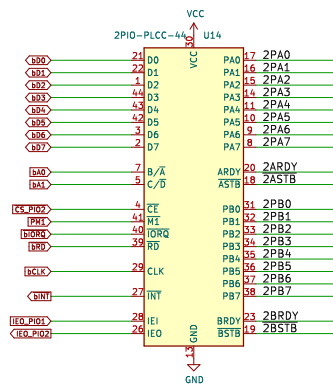 VCC
2PIO-PLCC-44 U14
30
VCC
bD0 21 D0 PA0 17 2PA0
bD1 22 D1 PA1 16 2PA1
bD2 1 D2 PA2 15 2PA2
bD3 44 D3 PA3 14 2PA3
bD4 43 D4 PA4 11 2PA4
bD5 42 D5 PA5 10 2PA5
bD6 3 D6 PA6 9 2PA6
bD7 2 D7 PA7 8 2PA7
bA0 7 B/A ARDY 20 2ARDY
bA1 5 C/D ASTB 18 2ASTB
CS_PIO2 4 CE PB0 31 2PB0
PM1 41 M1 PB1 32 2PB1
bIORQ 40 IORQ PB2 33 2PB2
bRD 39 RD PB3 34 2PB3
PB4 35 2PB4
bCLK 29 CLK PB5 36 2PB5
PB6 37 2PB6
bINT 27 INT PB7 38 2PB7
IEO_PIO1 28 IEI BRDY 23 2BRDY
IEO_PIO2 26 IEO BSTB 19 2BSTB
GND
13
GND